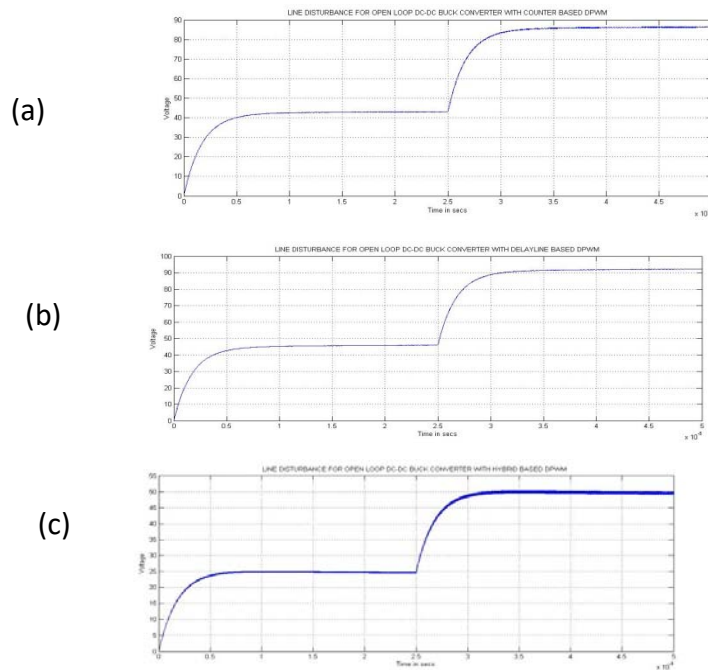 LINE DISTURBANCE FOR OPEN LOOP DC-DC BUCK CONVERTER WITH COUNTER BASED DPWM
(a)
Voltage
90
80
70
60
50
40
30
20
10
0
0 0.5 1 1.5 2 2.5 3 3.5 4 4.5
Time in secs
x 10
LINE DISTURBANCE FOR OPEN LOOP DC-DC BUCK CONVERTER WITH DELAYLINE BASED DPWM
(b)
Voltage
100
90
80
70
60
50
40
30
20
10
0
0 0.5 1 1.5 2 2.5 3 3.5 4 4.5 5
Time in secs
x 10⁻⁴
LINE DISTURBANCE FOR OPEN LOOP DC-DC BUCK CONVERTER WITH HYBRID BASED DPWM
(c)
Voltage
55
50
45
40
35
30
25
20
15
10
5
0
0 0.5 1 1.5 2 2.5 3 3.5 4 4.5 5
Time in secs
x 10⁻⁴